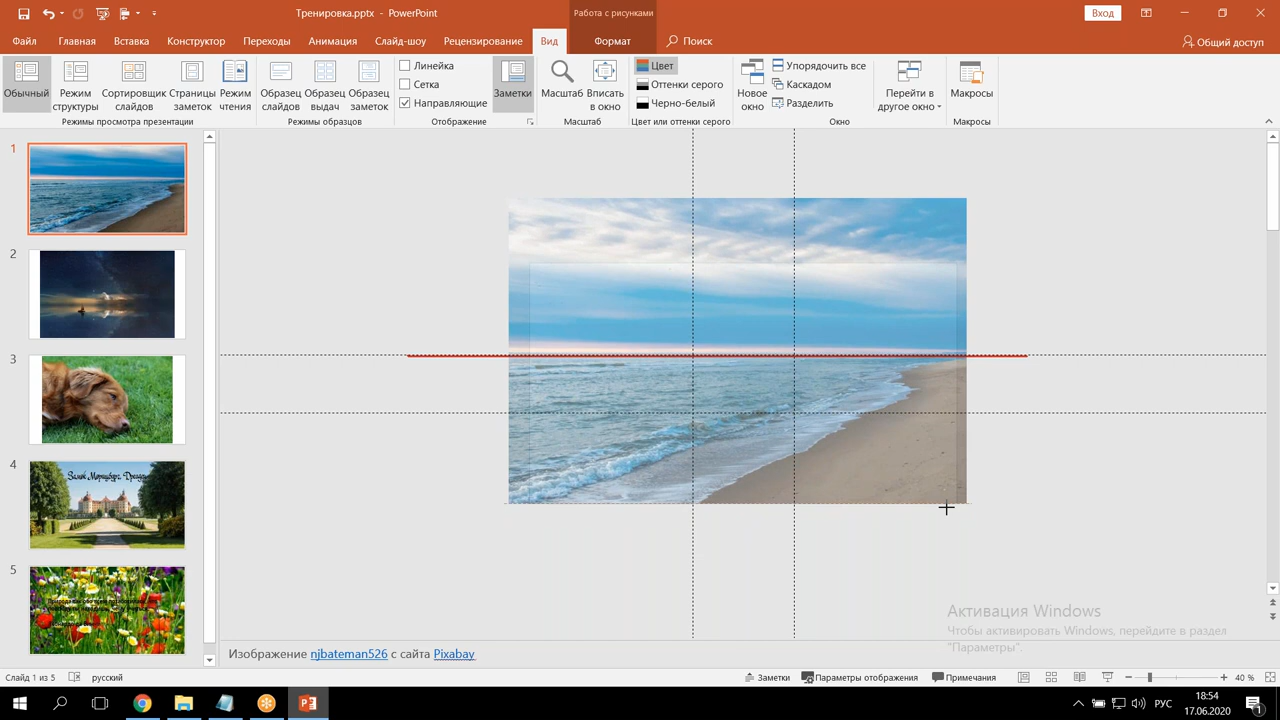 Тренировка.pptx - PowerPoint
Работа с рисунками
Вход
Файл Главная Вставка Конструктор Переходы Анимация Слайд-шоу Рецензирование Вид Формат Поиск Общий доступ
Обычный
Режим структуры
Сортировщик слайдов
Страницы заметок
Режим чтения
Режимы просмотра презентации
Образец слайдов
Образец выдач
Образец заметок
Режимы образцов
Линейка
Сетка
Направляющие
Отображение
Заметки
Масштаб
Вписать в окно
Масштаб
Цвет
Оттенки серого
Черно-белый
Цвет или оттенки серого
Новое окно
Упорядочить все
Каскадом
Разделить
Перейти в другое окно
Окно
Макросы
Макросы
1
2
3
4
Замок Морицбург. Дрезден
5
Активация Windows
Чтобы активировать Windows, перейдите в раздел
"Параметры".
Изображение njbateman526 с сайта Pixabay
Слайд 1 из 5 русский Заметки Параметры отображения Примечания 40 %
РУС
18:54
17.06.2020
1